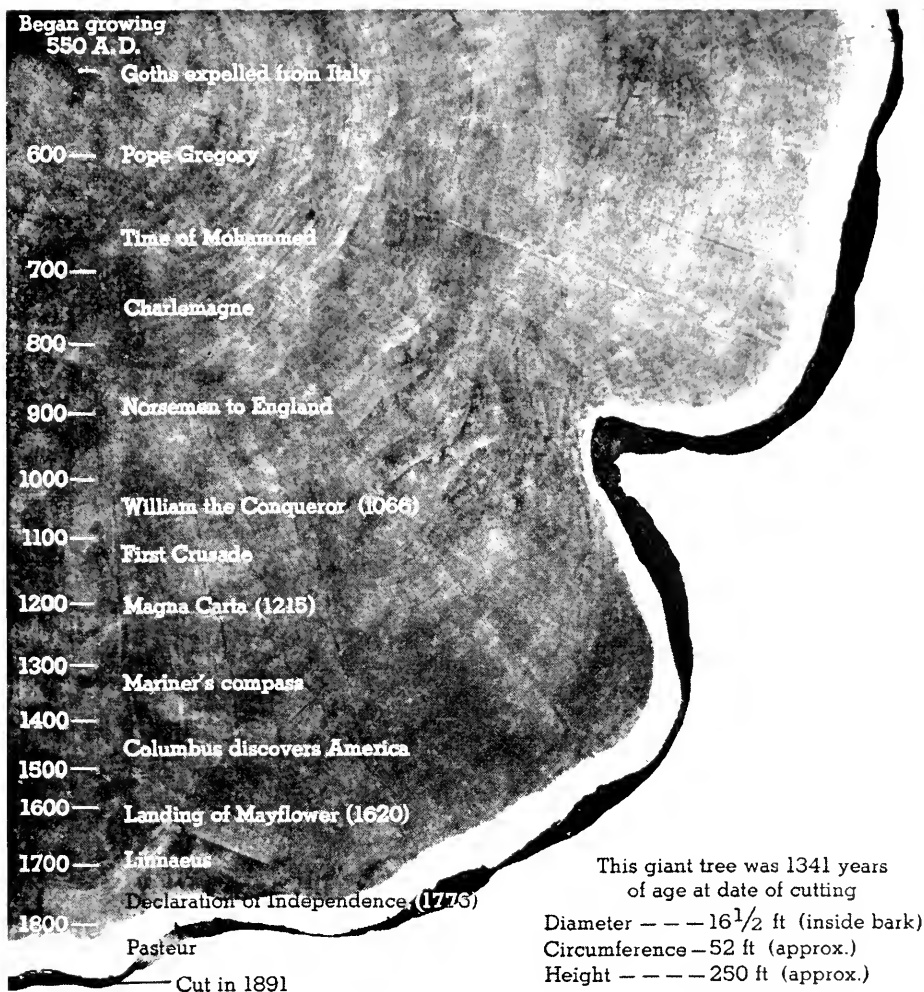 Began growing
550 A.D.
Goths expelled from Italy
600 — Pope Gregory
Time of Mohammed
700 —
Charlemagne
800 —
900 — Norsemen to England
1000 —
William the Conqueror (1066)
1100 —
First Crusade
1200 — Magna Carta (1215)
1300 —
Mariner's compass
1400 —
Columbus discovers America
1500 —
1600 — Landing of Mayflower (1620)
1700 — Linnaeus
Declaration of Independence (1776)
1800 —
Pasteur
Cut in 1891
This giant tree was 1341 years
of age at date of cutting
Diameter — — — 16 1/2 ft (inside bark)
Circumference — 52 ft (approx.)
Height — — — — 250 ft (approx.)